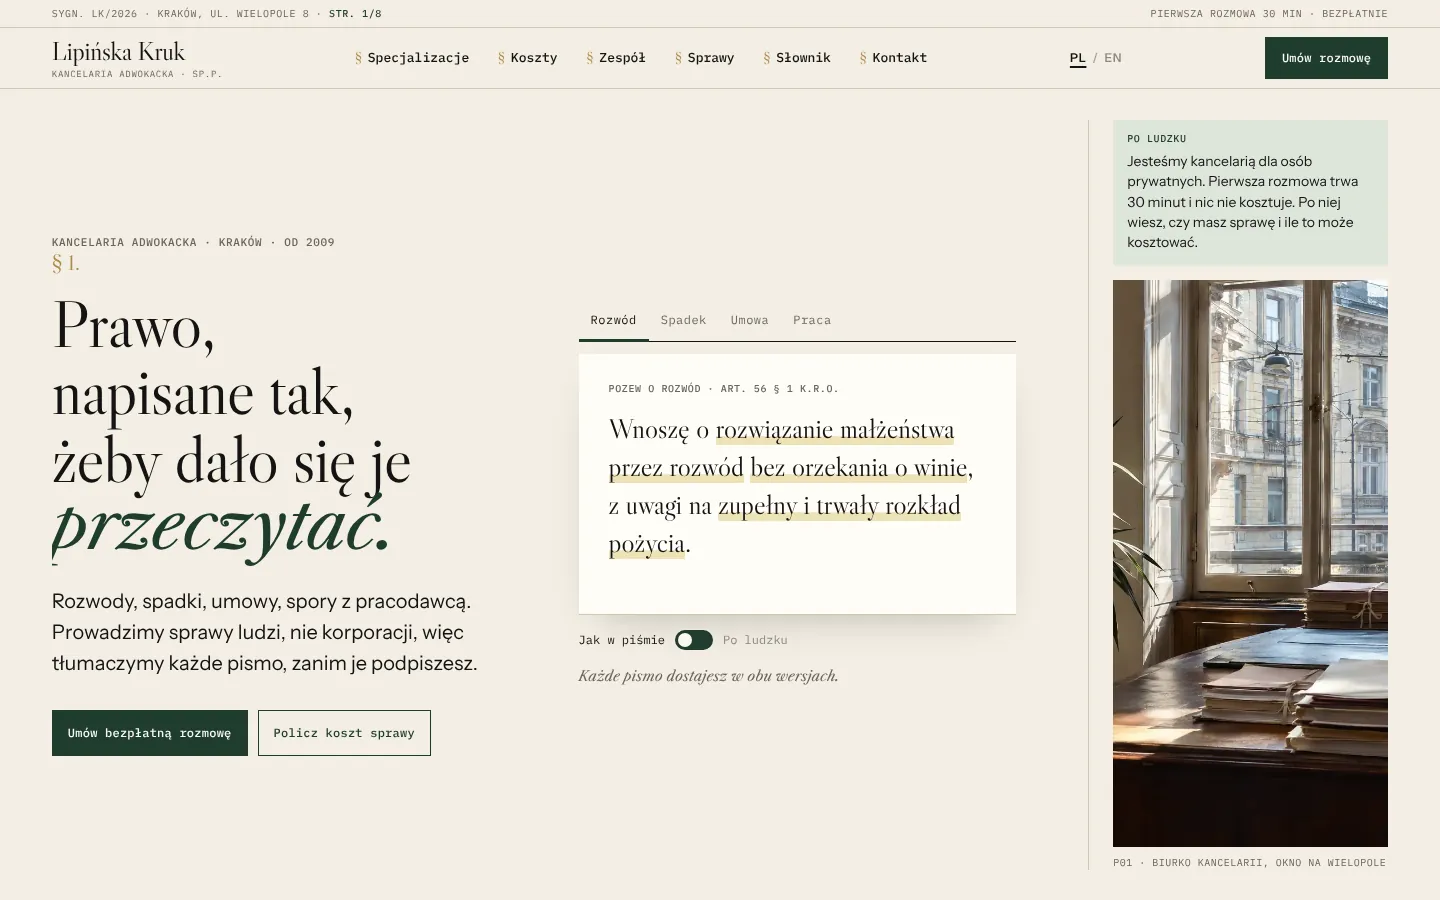 SYGN. LK/2026 · KRAKÓW, UL. WIELOPOLE 8 · STR. 1/8
PIERWSZA ROZMOWA 30 MIN · BEZPŁATNIE
Lipińska Kruk
KANCELARIA ADWOKACKA · SP.P.
§ Specjalizacje § Koszty § Zespół § Sprawy § Słownik § Kontakt
PL / EN
Umów rozmowę
KANCELARIA ADWOKACKA · KRAKÓW · OD 2009
§ 1.
Prawo,
napisane tak,
żeby dało się je
przeczytać.
Rozwody, spadki, umowy, spory z pracodawcą.
Prowadzimy sprawy ludzi, nie korporacji, więc
tłumaczymy każde pismo, zanim je podpiszesz.
Umów bezpłatną rozmowę
Policz koszt sprawy
Rozwód Spadek Umowa Praca
POZEW O ROZWÓD · ART. 56 § 1 K.R.O.
Wnoszę o rozwiązanie małżeństwa
przez rozwód bez orzekania o winie,
z uwagi na zupełny i trwały rozkład
pożycia.
Jak w piśmie Po ludzku
Każde pismo dostajesz w obu wersjach.
PO LUDZKU
Jesteśmy kancelarią dla osób
prywatnych. Pierwsza rozmowa trwa
30 minut i nic nie kosztuje. Po niej
wiesz, czy masz sprawę i ile to może
kosztować.
P01 · BIURKO KANCELARII, OKNO NA WIELOPOLE